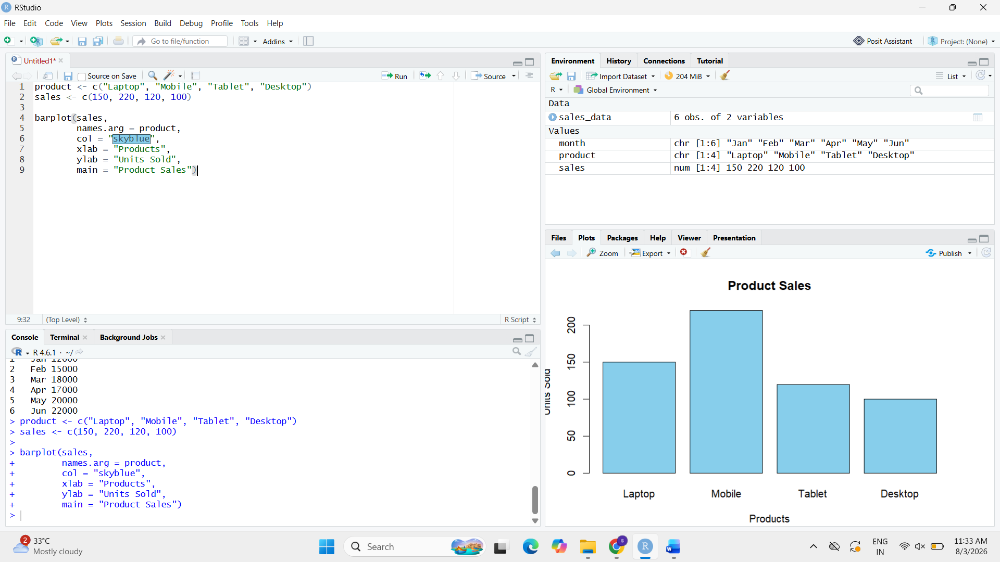 RStudio
File Edit Code View Plots Session Build Debug Profile Tools Help
Go to file/function Addins Posit Assistant Project: (None)
Untitled1*
Source on Save Run Source
1 product <- c("Laptop", "Mobile", "Tablet", "Desktop")
2 sales <- c(150, 220, 120, 100)
3
4 barplot(sales,
5 names.arg = product,
6 col = "skyblue",
7 xlab = "Products",
8 ylab = "Units Sold",
9 main = "Product Sales")
9:32 (Top Level) R Script
Console Terminal Background Jobs
R 4.6.1 · ~/
1 Jan 12000
2 Feb 15000
3 Mar 18000
4 Apr 17000
5 May 20000
6 Jun 22000
> product <- c("Laptop", "Mobile", "Tablet", "Desktop")
> sales <- c(150, 220, 120, 100)
>
> barplot(sales,
+ names.arg = product,
+ col = "skyblue",
+ xlab = "Products",
+ ylab = "Units Sold",
+ main = "Product Sales")
>
Environment History Connections Tutorial
Import Dataset 204 MiB List
R Global Environment
Data
sales_data 6 obs. of 2 variables
Values
month chr [1:6] "Jan" "Feb" "Mar" "Apr" "May" "Jun"
product chr [1:4] "Laptop" "Mobile" "Tablet" "Desktop"
sales num [1:4] 150 220 120 100
Files Plots Packages Help Viewer Presentation
Zoom Export Publish
Product Sales
Units Sold
200
150
100
50
0
Laptop Mobile Tablet Desktop
Products
2
33°C
Mostly cloudy
Search
ENG
IN
11:33 AM
8/3/2026